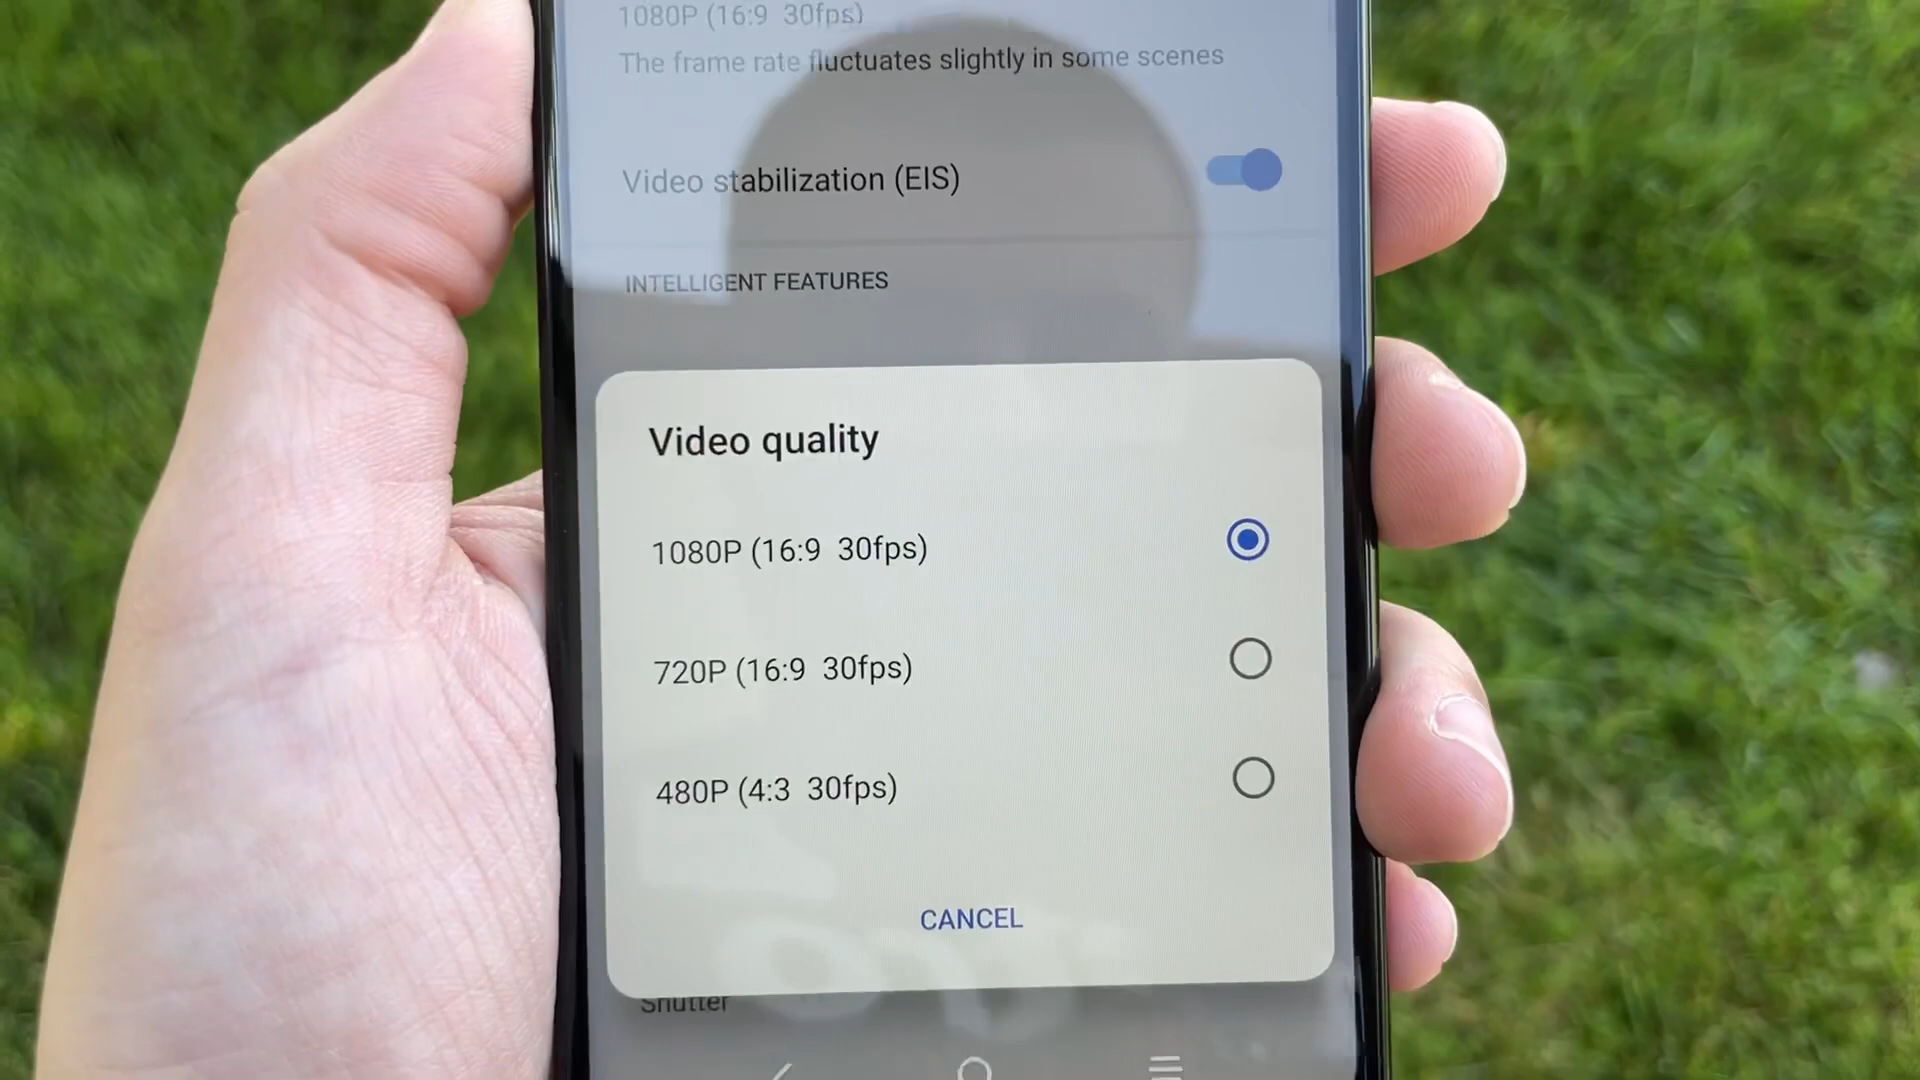 1080P (16:9 30fps)
The frame rate fluctuates slightly in some scenes
Video stabilization (EIS)
INTELLIGENT FEATURES
Video quality
1080P (16:9 30fps)
720P (16:9 30fps)
480P (4:3 30fps)
CANCEL
Shutter